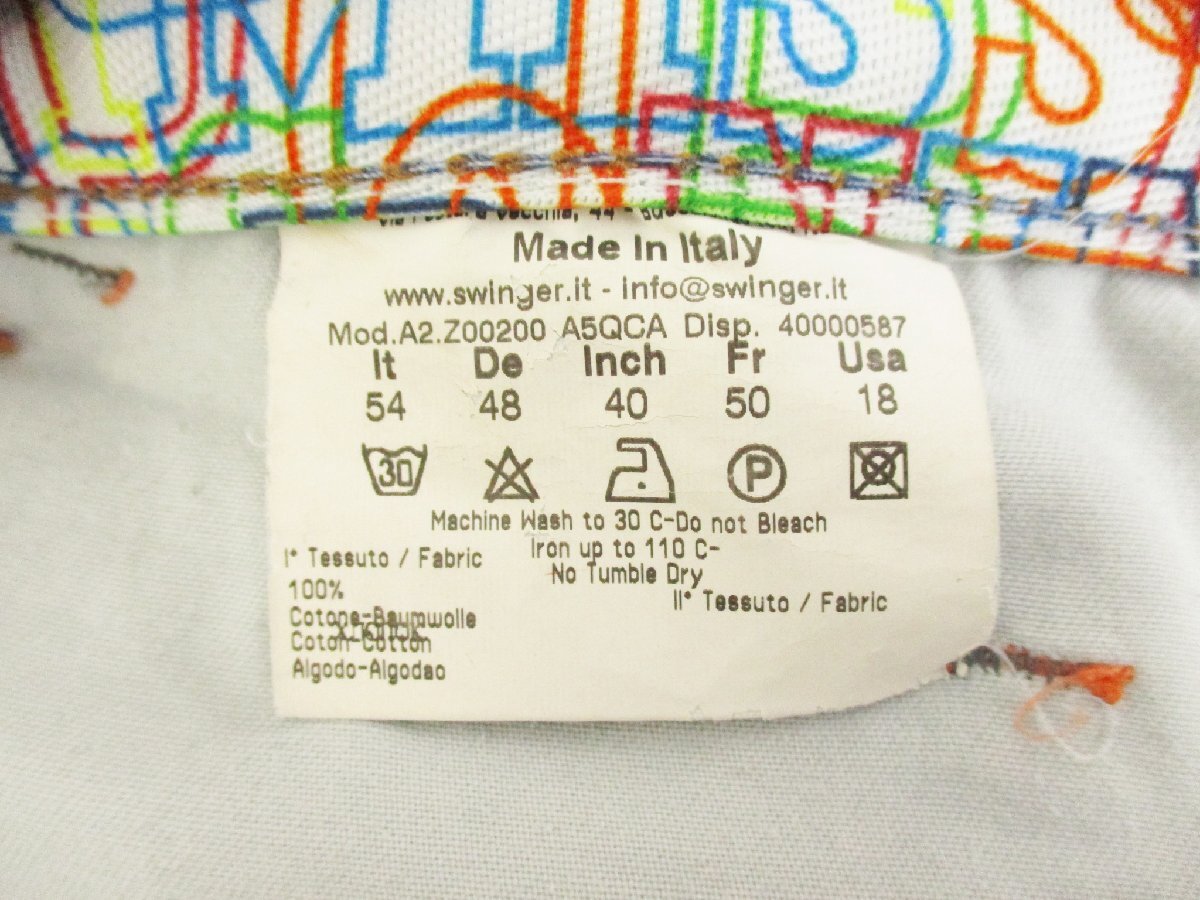 MISS
Made In Italy
www.swinger.it - info@swinger.it
Mod.A2.Z00200 A5QCA Disp. 40000587
It De Inch Fr Usa
54 48 40 50 18
30 P
Machine Wash to 30 C-Do not Bleach
Iron up to 110 C-
No Tumble Dry
I° Tessuto / Fabric
II° Tessuto / Fabric
100%
Cotone-Baumwolle
хлопок
Coton-Cotton
Algodo-Algodao